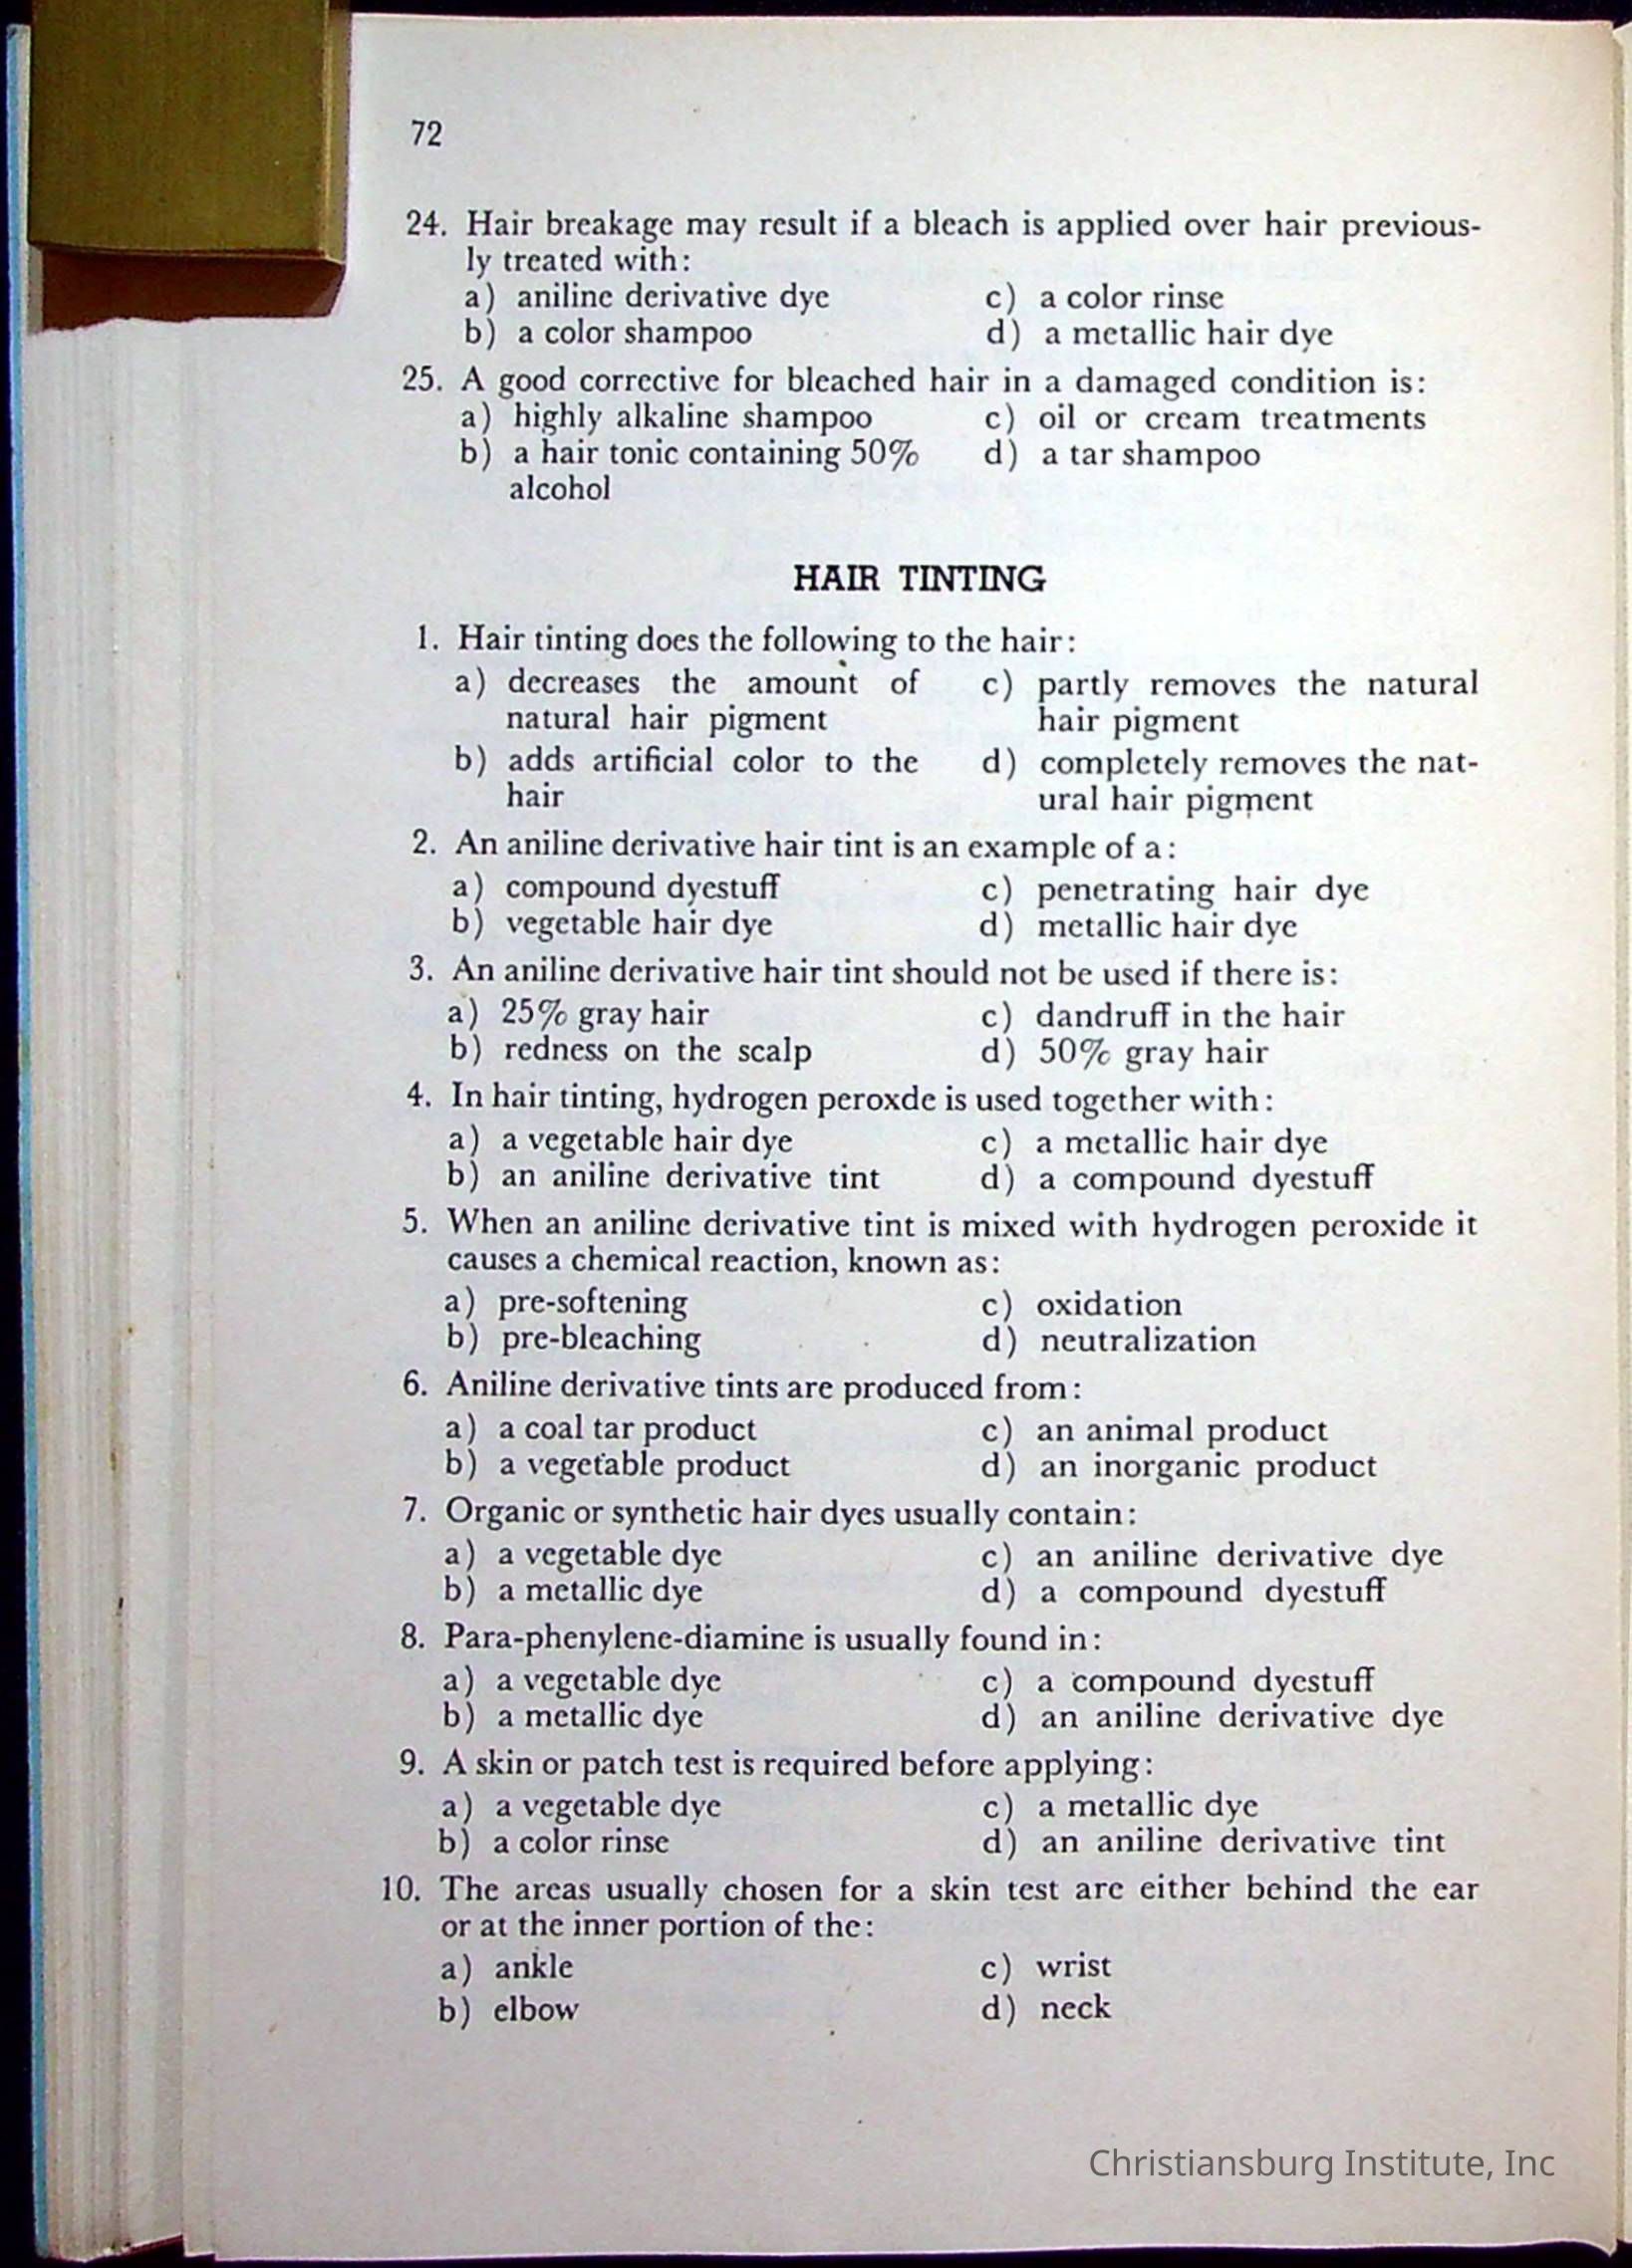 72
24. Hair breakage may result if a bleach is applied over hair previous-
ly treated with:
a) aniline derivative dye c) a color rinse
b) a color shampoo d) a metallic hair dye
25. A good corrective for bleached hair in a damaged condition is:
a) highly alkaline shampoo c) oil or cream treatments
b) a hair tonic containing 50% d) a tar shampoo
alcohol
HAIR TINTING
1. Hair tinting does the following to the hair:
a) decreases the amount of c) partly removes the natural
natural hair pigment hair pigment
b) adds artificial color to the d) completely removes the nat-
hair ural hair pigment
2. An aniline derivative hair tint is an example of a:
a) compound dyestuff c) penetrating hair dye
b) vegetable hair dye d) metallic hair dye
3. An aniline derivative hair tint should not be used if there is:
a) 25% gray hair c) dandruff in the hair
b) redness on the scalp d) 50% gray hair
4. In hair tinting, hydrogen peroxde is used together with:
a) a vegetable hair dye c) a metallic hair dye
b) an aniline derivative tint d) a compound dyestuff
5. When an aniline derivative tint is mixed with hydrogen peroxide it
causes a chemical reaction, known as:
a) pre-softening c) oxidation
b) pre-bleaching d) neutralization
6. Aniline derivative tints are produced from:
a) a coal tar product c) an animal product
b) a vegetable product d) an inorganic product
7. Organic or synthetic hair dyes usually contain:
a) a vegetable dye c) an aniline derivative dye
b) a metallic dye d) a compound dyestuff
8. Para-phenylene-diamine is usually found in:
a) a vegetable dye c) a compound dyestuff
b) a metallic dye d) an aniline derivative dye
9. A skin or patch test is required before applying:
a) a vegetable dye c) a metallic dye
b) a color rinse d) an aniline derivative tint
10. The areas usually chosen for a skin test are either behind the ear
or at the inner portion of the:
a) ankle c) wrist
b) elbow d) neck
Christiansburg Institute, Inc